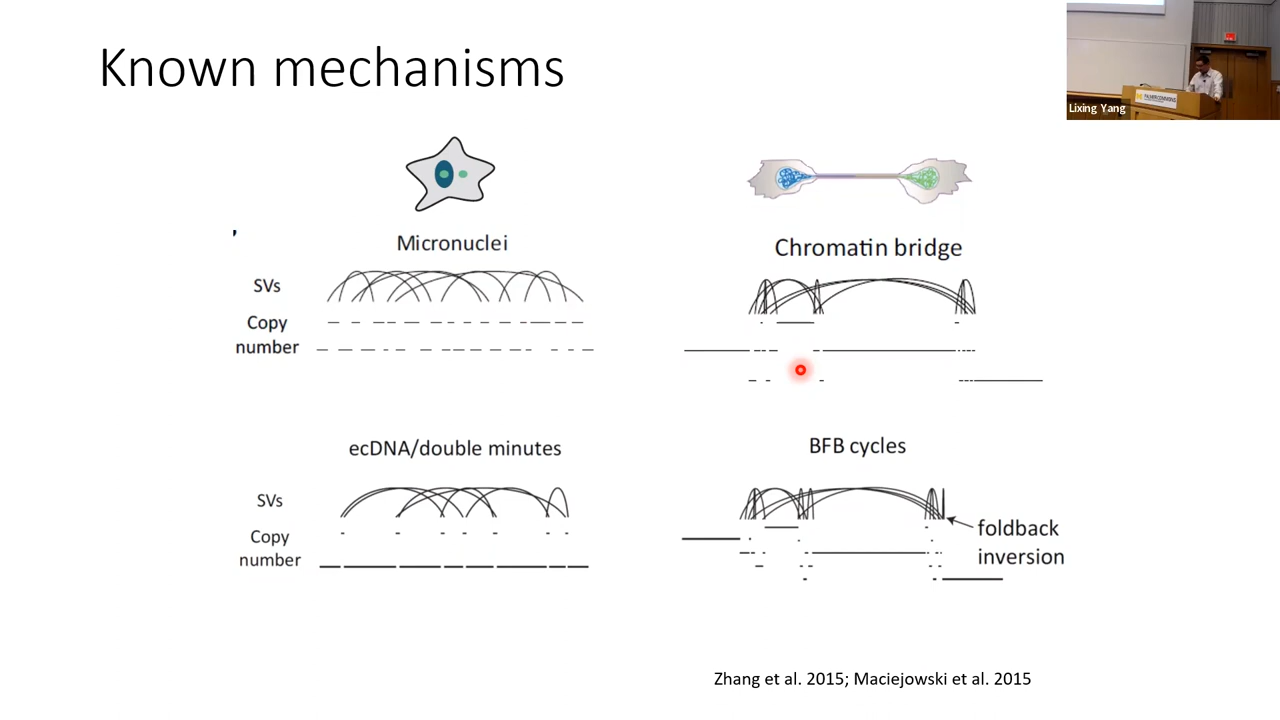 Known mechanisms
Lixing Yang
Micronuclei
SVs
Copy
number
Chromatin bridge
ecDNA/double minutes
SVs
Copy
number
BFB cycles
foldback
inversion
Zhang et al. 2015; Maciejowski et al. 2015